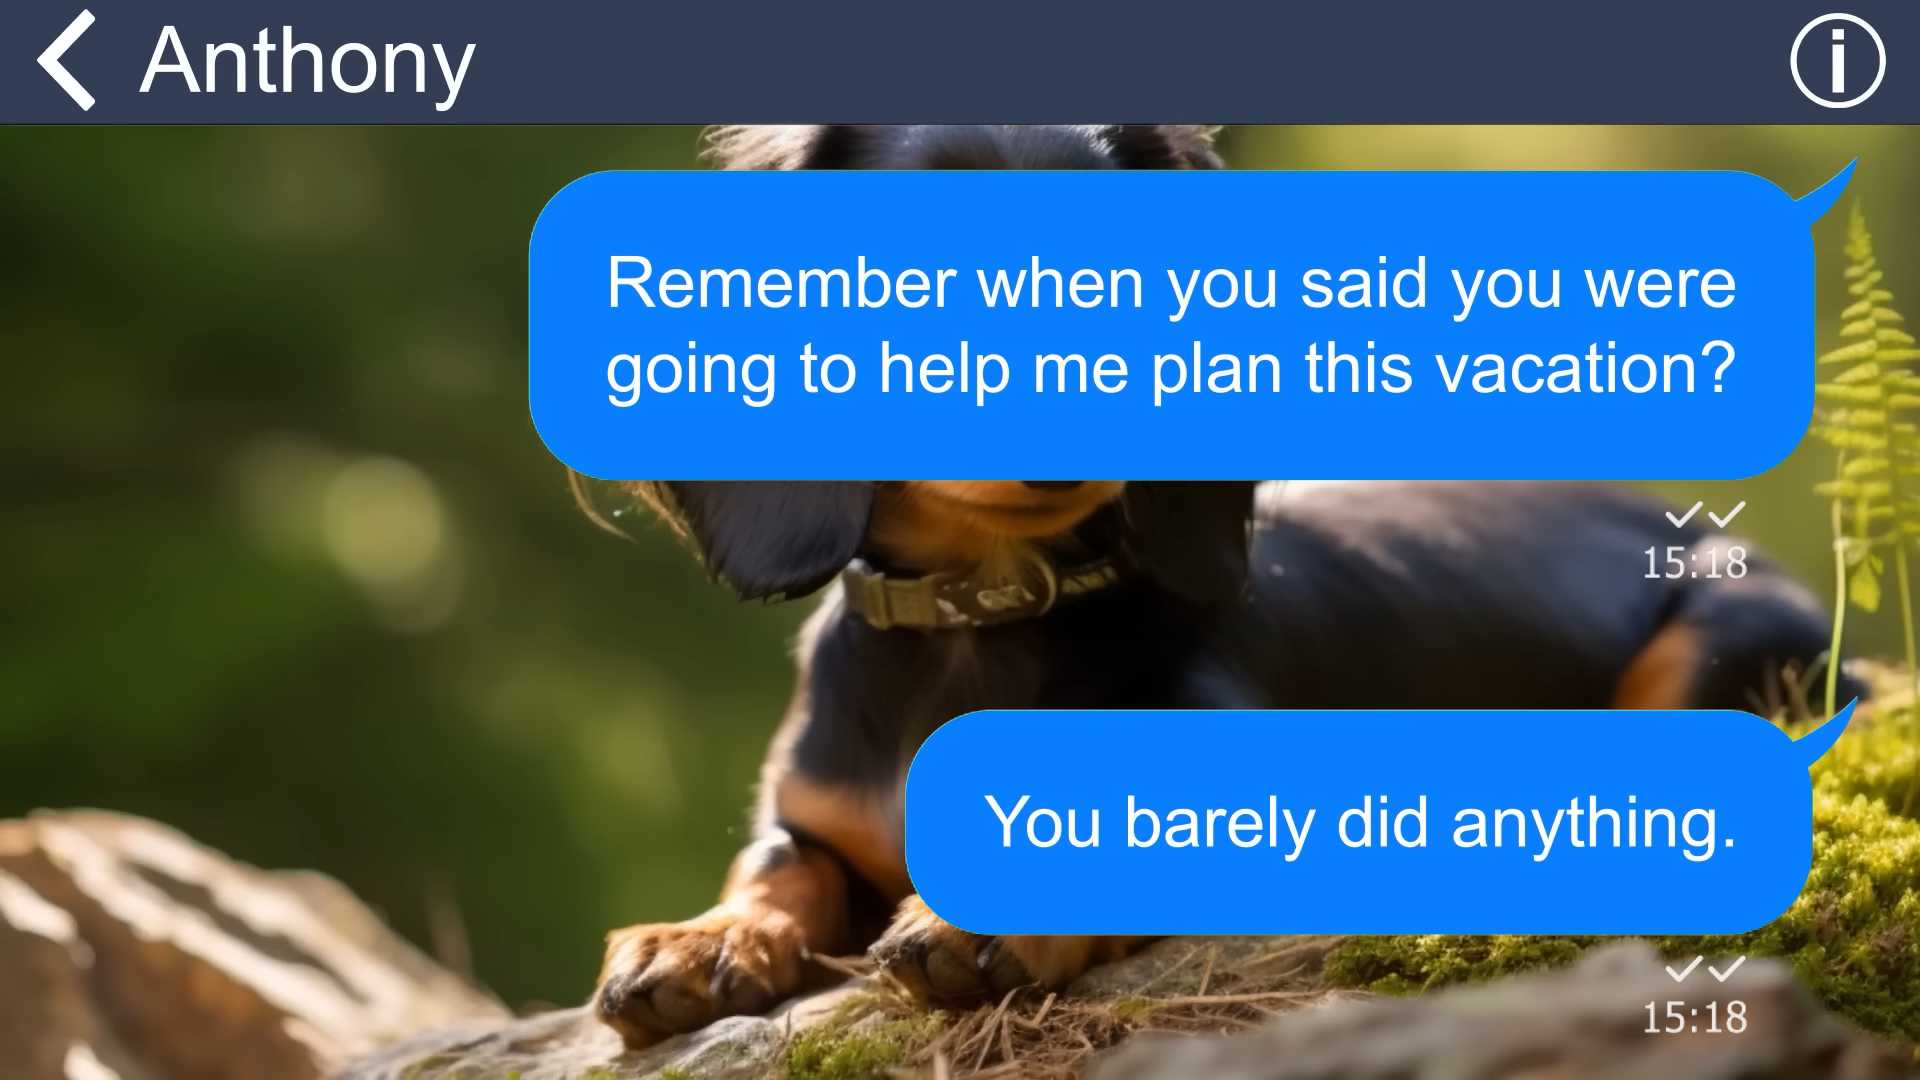 Anthony
Remember when you said you were
going to help me plan this vacation?
15:18
You barely did anything.
15:18